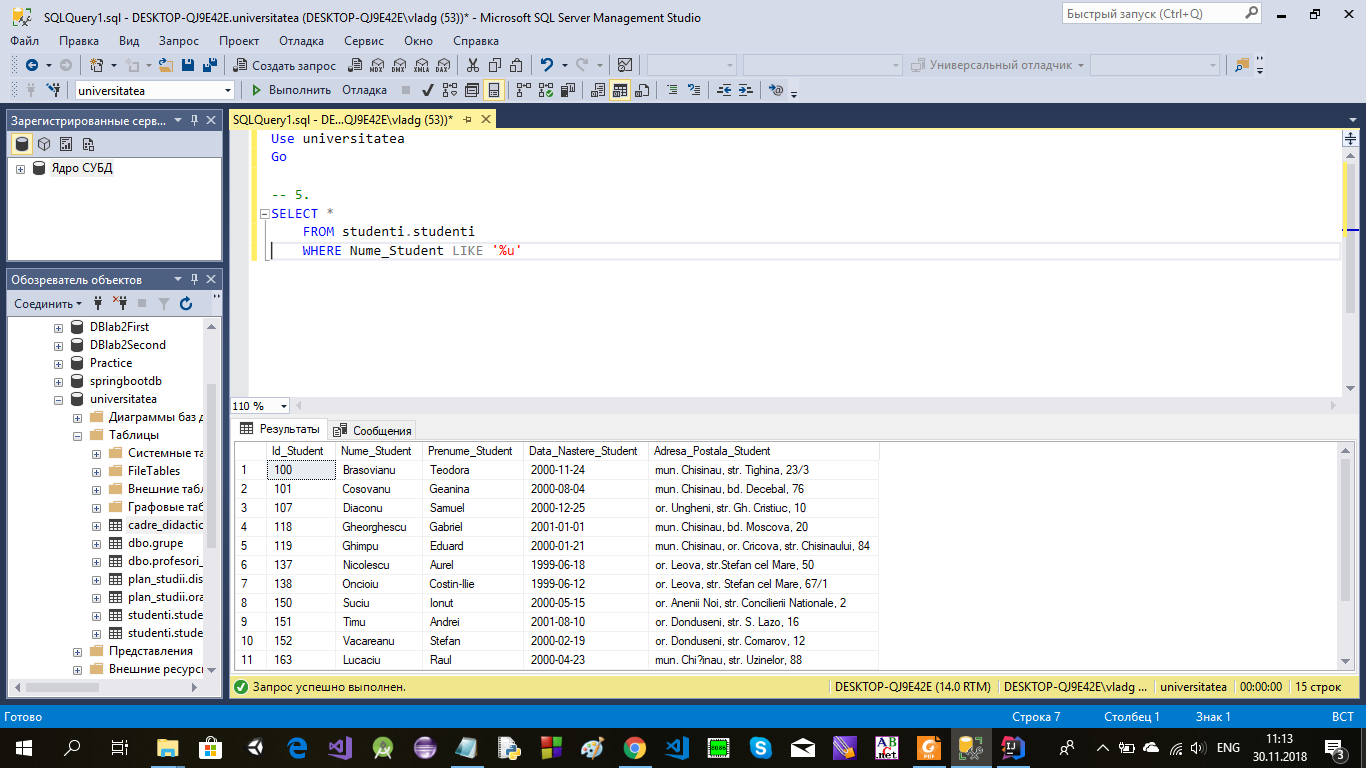 SQLQuery1.sql - DESKTOP-QJ9E42E.universitatea (DESKTOP-QJ9E42E\vladg (53))* - Microsoft SQL Server Management Studio
Быстрый запуск (Ctrl+Q)
Файл Правка Вид Запрос Проект Отладка Сервис Окно Справка
Создать запрос MDX DMX XMLA DAX Универсальный отладчик
universitatea Выполнить Отладка
Зарегистрированные серв...
Ядро СУБД
Обозреватель объектов
Соединить
DBlab2First
DBlab2Second
Practice
springbootdb
universitatea
Диаграммы баз д
Таблицы
Системные та
FileTables
Внешние табл
Графовые таб
cadre_didactic
dbo.grupe
dbo.profesori_
plan_studii.dis
plan_studii.ora
studenti.stude
studenti.stude
Представления
Внешние ресурс
SQLQuery1.sql - DE...QJ9E42E\vladg (53))*
Use universitatea
Go
-- 5.
SELECT *
FROM studenti.studenti
WHERE Nume_Student LIKE '%u'
110 %
Результаты Сообщения
Id_Student Nume_Student Prenume_Student Data_Nastere_Student Adresa_Postala_Student
1 100 Brasovianu Teodora 2000-11-24 mun. Chisinau, str. Tighina, 23/3
2 101 Cosovanu Geanina 2000-08-04 mun. Chisinau, bd. Decebal, 76
3 107 Diaconu Samuel 2000-12-25 or. Ungheni, str. Gh. Cristiuc, 10
4 118 Gheorghescu Gabriel 2001-01-01 mun. Chisinau, bd. Moscova, 20
5 119 Ghimpu Eduard 2000-01-21 mun. Chisinau, or. Cricova, str. Chisinaului, 84
6 137 Nicolescu Aurel 1999-06-18 or. Leova, str.Stefan cel Mare, 50
7 138 Oncioiu Costin-Ilie 1999-06-12 or. Leova, str. Stefan cel Mare, 67/1
8 150 Suciu Ionut 2000-05-15 or. Anenii Noi, str. Concilierii Nationale, 2
9 151 Timu Andrei 2001-08-10 or. Donduseni, str. S. Lazo, 16
10 152 Vacareanu Stefan 2000-02-19 or. Donduseni, str. Comarov, 12
11 163 Lucaciu Raul 2000-04-23 mun. Chi?inau, str. Uzinelor, 88
Запрос успешно выполнен. DESKTOP-QJ9E42E (14.0 RTM) DESKTOP-QJ9E42E\vladg ... universitatea 00:00:00 15 строк
Готово Строка 7 Столбец 1 Знак 1 ВСТ
ENG
11:13
30.11.2018
3